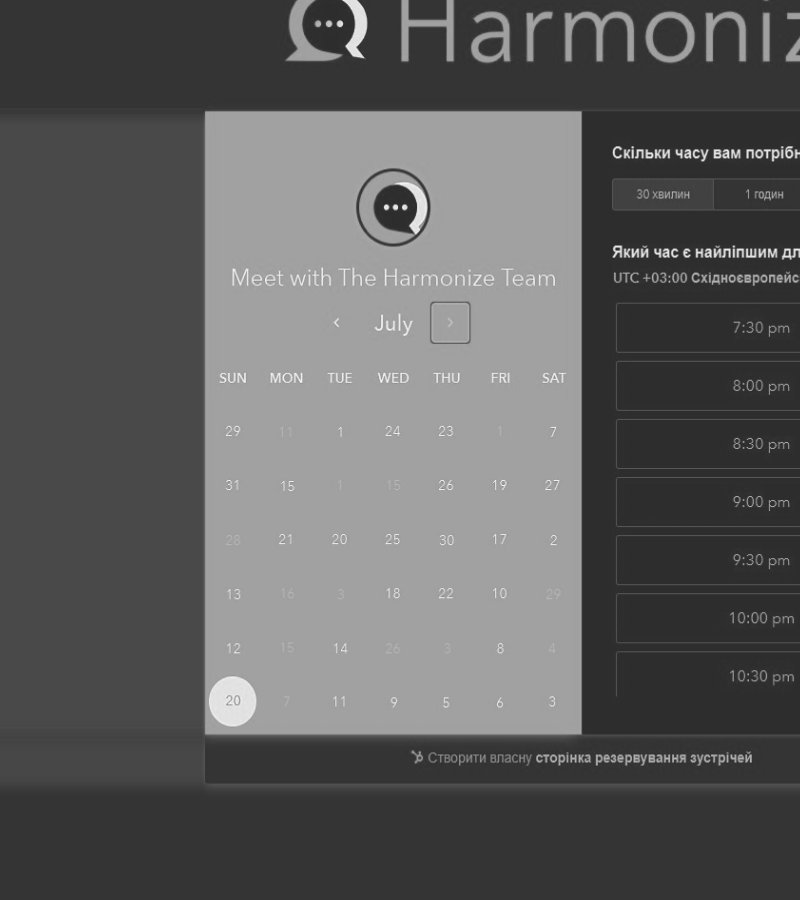 Harmoniz
Meet with The Harmonize Team
July
SUN MON TUE WED THU FRI SAT
29 11 1 24 23 1 7
31 15 1 15 26 19 27
28 21 20 25 30 17 2
13 16 3 18 22 10 29
12 15 14 26 3 8 4
20 7 11 9 5 6 3
Скільки часу вам потрібн
30 хвилин 1 годин
Який час є найліпшим дл
UTC +03:00 Східноєвропейс
7:30 pm
8:00 pm
8:30 pm
9:00 pm
9:30 pm
10:00 pm
10:30 pm
Створити власну сторінка резервування зустрічей